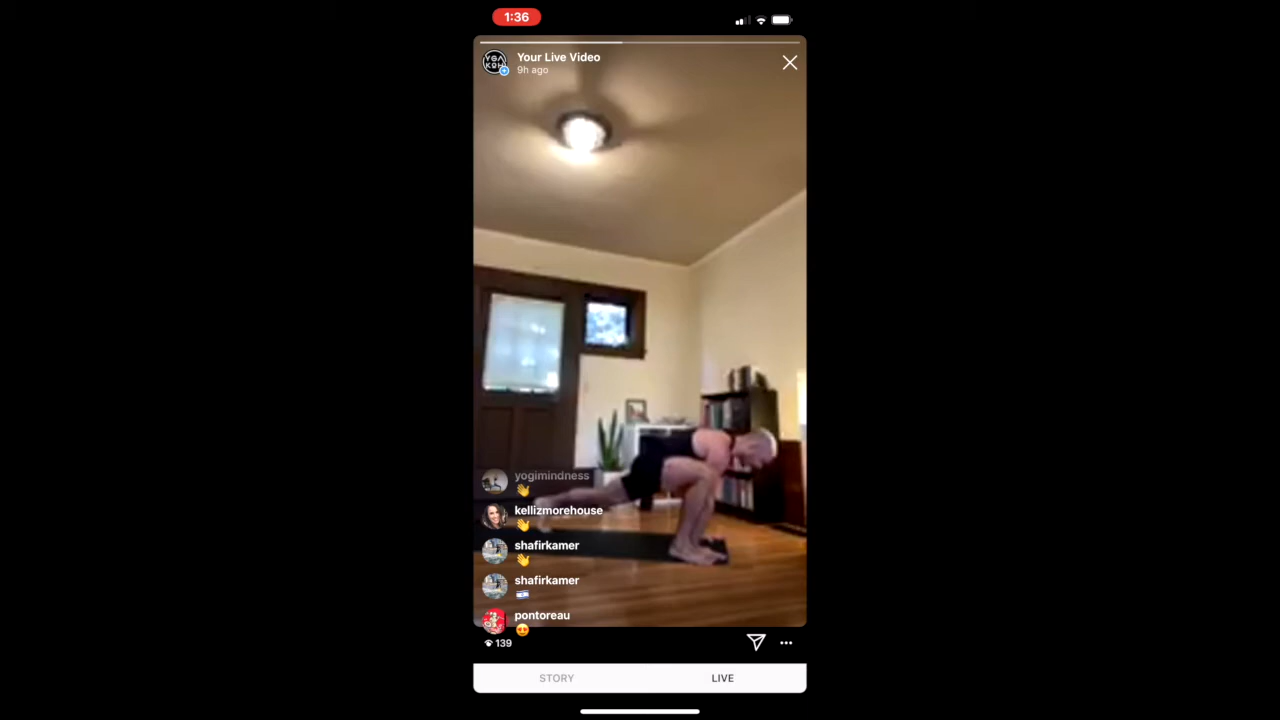 1:36
Your Live Video
9h ago
yogimindness
kellizmorehouse
shafirkamer
shafirkamer
pontoreau
139
STORY
LIVE